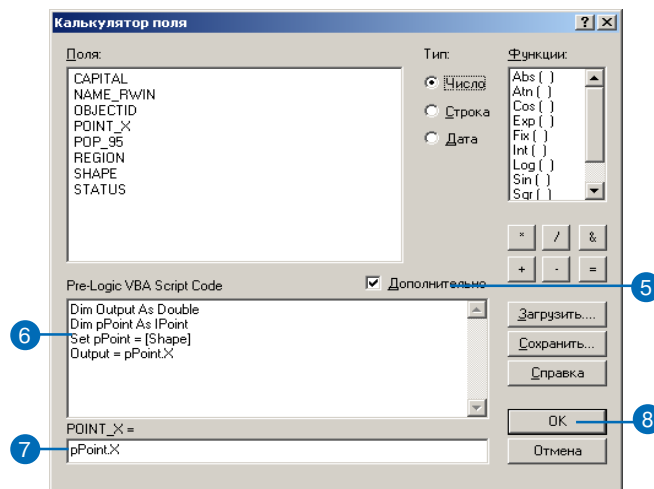 Калькулятор поля
Поля:
CAPITAL
NAME_RWIN
OBJECTID
POINT_X
POP_95
REGION
SHAPE
STATUS
Тип:
Число
Строка
Дата
Функции:
Abs ( )
Atn ( )
Cos ( )
Exp ( )
Fix ( )
Int ( )
Log ( )
Sin ( )
Sqr ( )
* / &
+ - =
Pre-Logic VBA Script Code
Дополнительно
5
6
Dim Output As Double
Dim pPoint As IPoint
Set pPoint = [Shape]
Output = pPoint.X
Загрузить....
Сохранить...
Справка
POINT_X =
7
pPoint.X
OK
8
Отмена